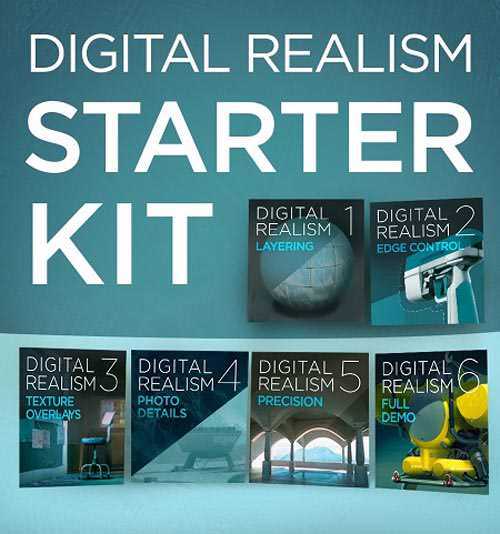 DIGITAL REALISM
STARTER
KIT
DIGITAL
REALISM 1
LAYERING
DIGITAL
REALISM 2
EDGE CONTROL
DIGITAL
REALISM 3
TEXTURE
OVERLAYS
DIGITAL
REALISM 4
PHOTO
DETAILS
DIGITAL
REALISM 5
PRECISION
DIGITAL
REALISM 6
FULL
DEMO